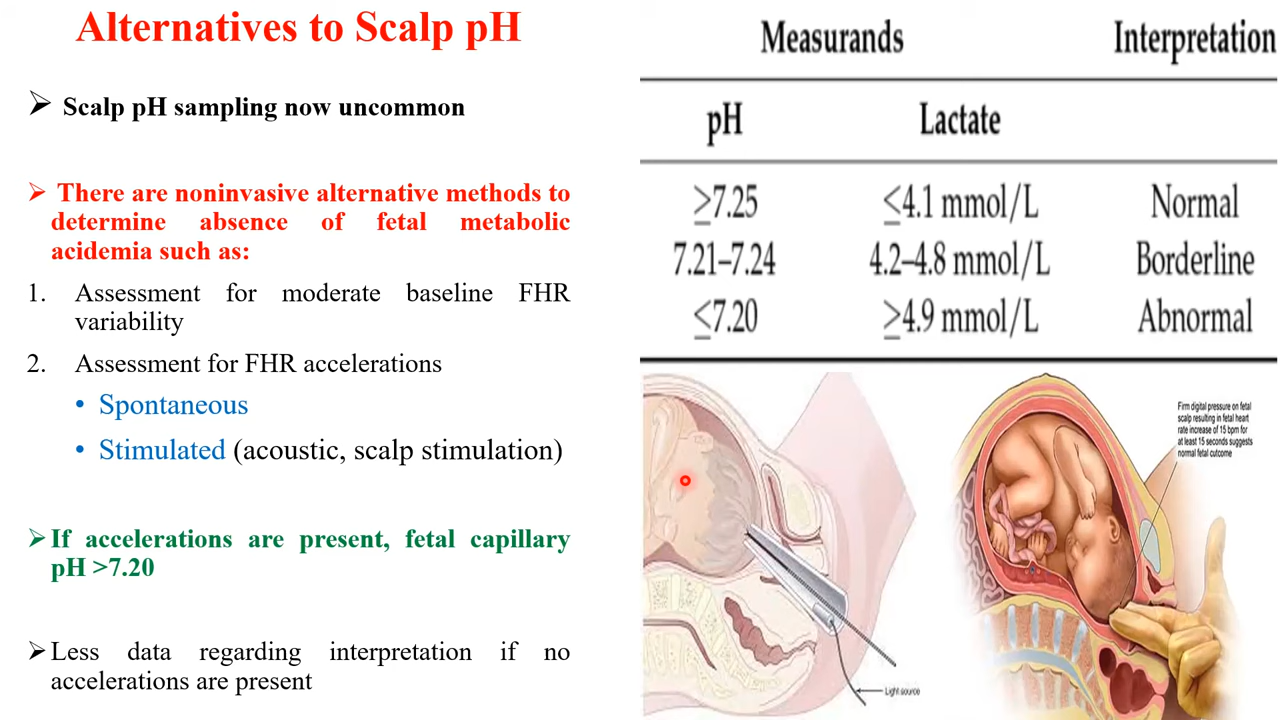 Alternatives to Scalp pH
➢ Scalp pH sampling now uncommon
➢ There are noninvasive alternative methods to
determine absence of fetal metabolic
acidemia such as:
1. Assessment for moderate baseline FHR
variability
2. Assessment for FHR accelerations
• Spontaneous
• Stimulated (acoustic, scalp stimulation)
➢ If accelerations are present, fetal capillary
pH >7.20
➢ Less data regarding interpretation if no
accelerations are present
Measurands Interpretation
pH Lactate
≥7.25 ≤4.1 mmol/L Normal
7.21–7.24 4.2–4.8 mmol/L Borderline
≤7.20 ≥4.9 mmol/L Abnormal
Light source
Firm digital pressure on fetal
scalp resulting in fetal heart
rate increase of 15 bpm for
at least 15 seconds suggests
normal fetal outcome